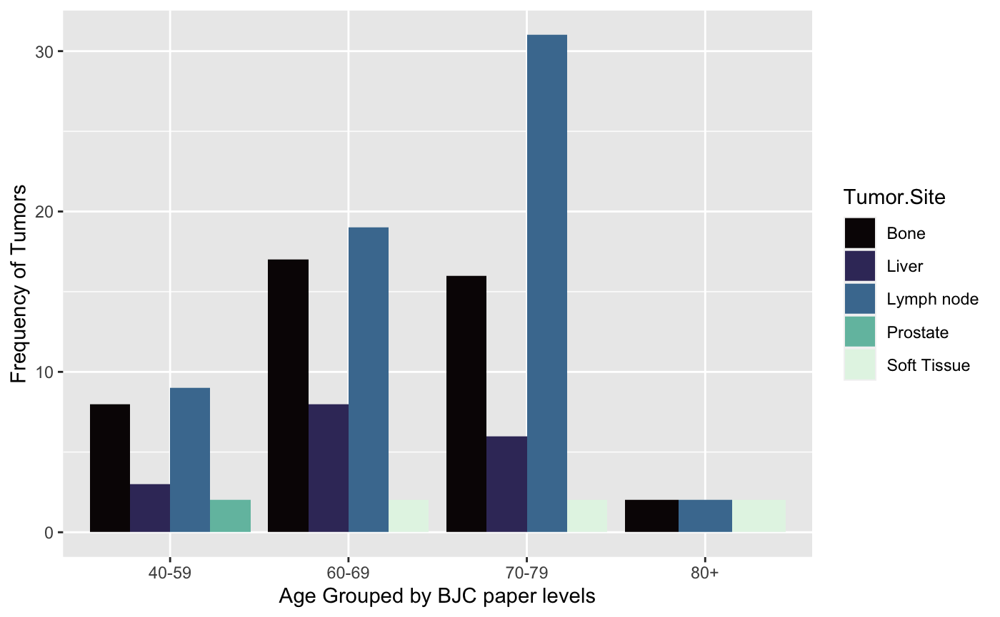 30
20
10
0
Frequency of Tumors
40-59
60-69
70-79
80+
Age Grouped by BJC paper levels
Tumor.Site
Bone
Liver
Lymph node
Prostate
Soft Tissue